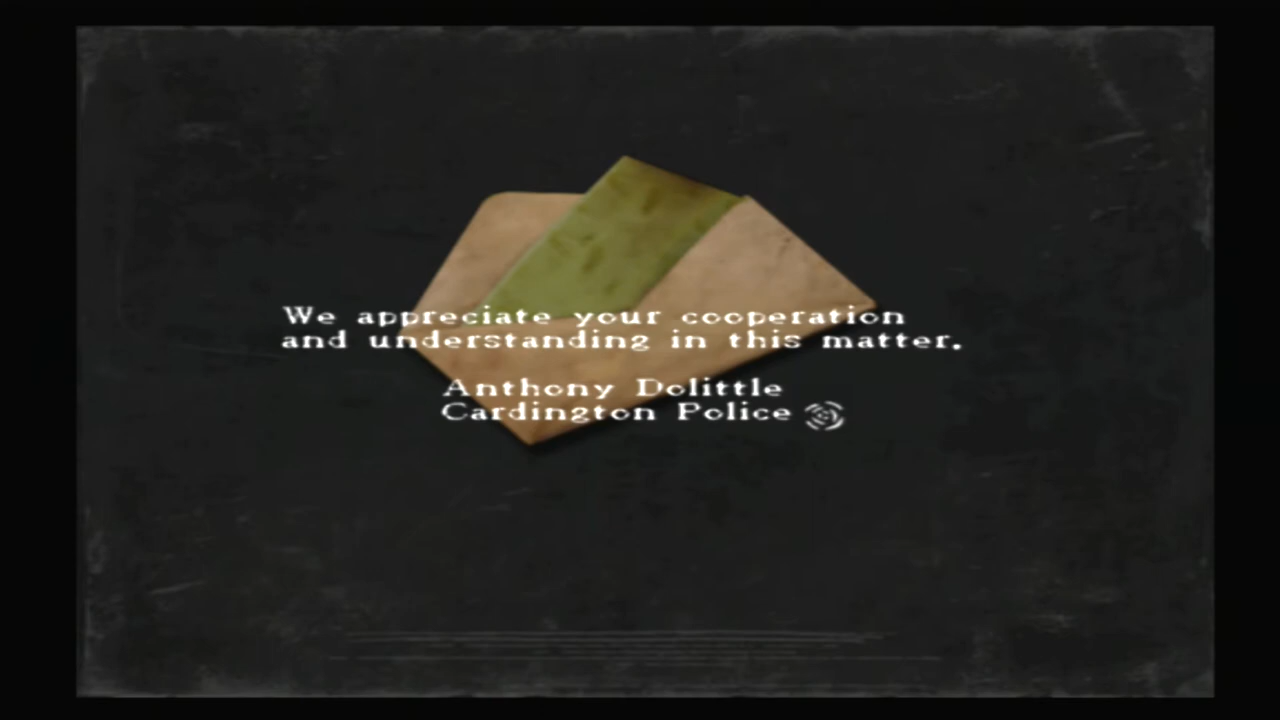 We appreciate your cooperation
and understanding in this matter.
Anthony Dolittle
Cardington Police